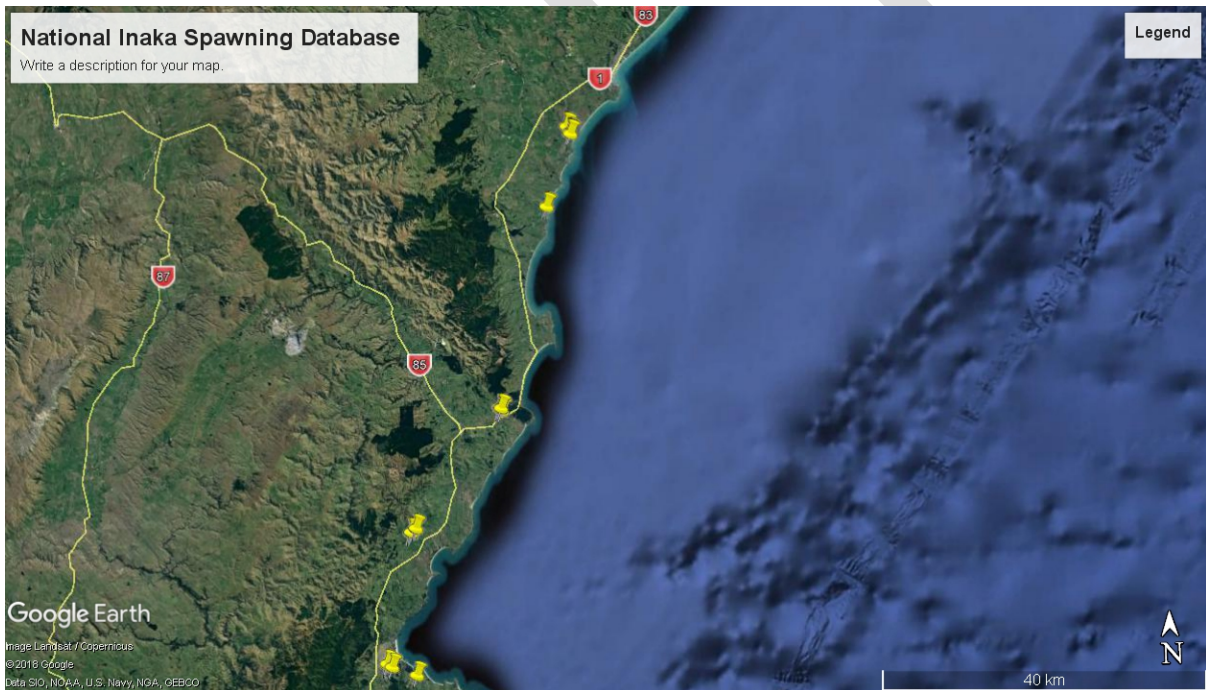 National Inaka Spawning Database
Write a description for your map.
Legend
83
1
87
85
Google Earth
Image Landsat / Copernicus
©2018 Google
Data SIO, NOAA, U.S. Navy, NGA, GEBCO
N
40 km